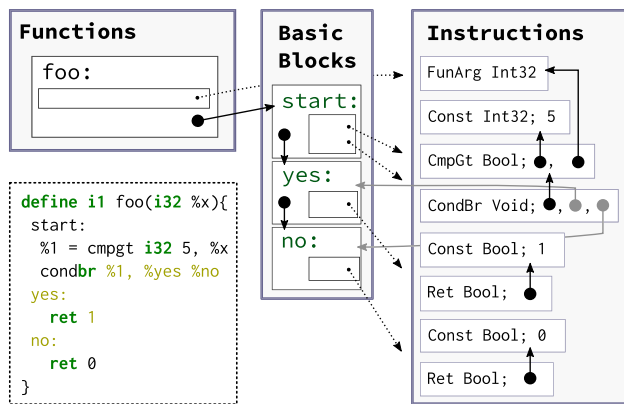 Functions
foo:
define i1 foo(i32 %x){
start:
%1 = cmpgt i32 5, %x
condbr %1, %yes %no
yes:
ret 1
no:
ret 0
}
Basic
Blocks
start:
yes:
no:
Instructions
FunArg Int32
Const Int32; 5
CmpGt Bool; ,
CondBr Void; , ,
Const Bool; 1
Ret Bool;
Const Bool; 0
Ret Bool;